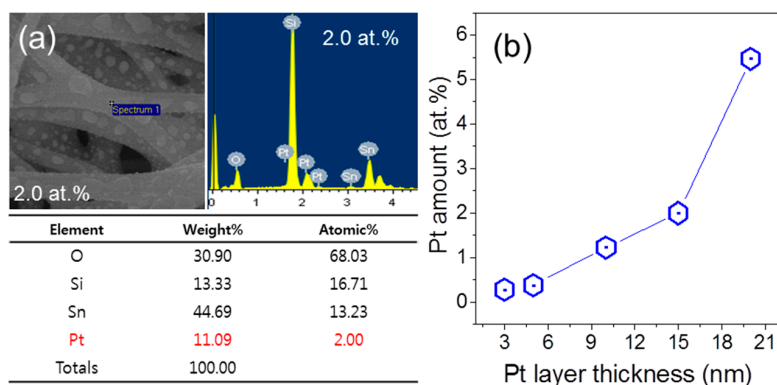 (a)
Spectrum 1
2.0 at.%
2.0 at.%
Si
O
Pt
Pt
Pt
Sn
Sn
0 1 2 3 4
Element Weight% Atomic%
O 30.90 68.03
Si 13.33 16.71
Sn 44.69 13.23
Pt 11.09 2.00
Totals 100.00
(b)
Pt amount (at.%)
6
5
4
3
2
1
0
3 6 9 12 15 18 21
Pt layer thickness (nm)